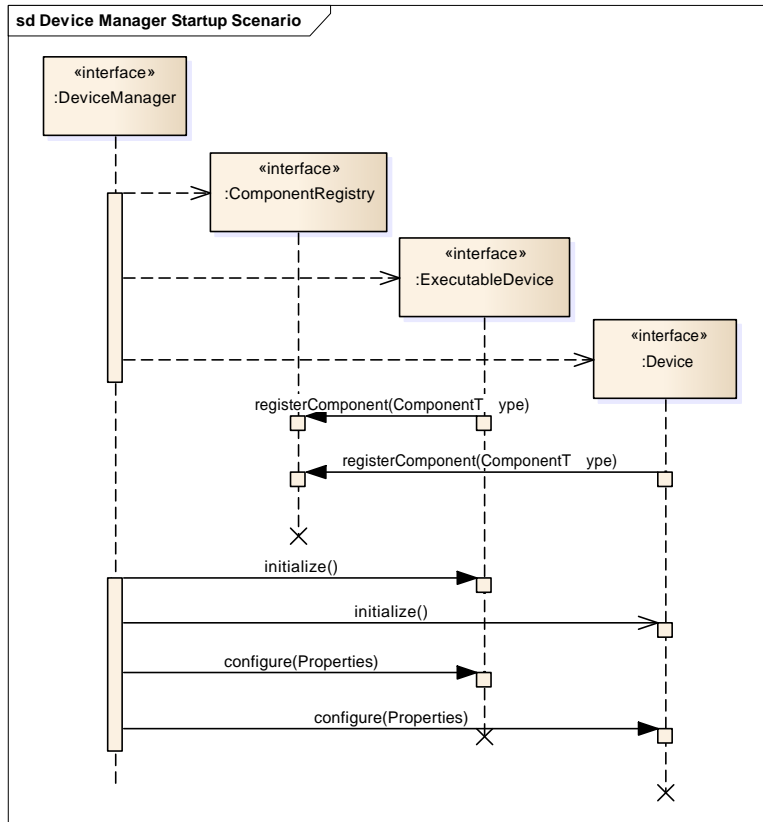 sd Device Manager Startup Scenario
«interface»
:DeviceManager
«interface»
:ComponentRegistry
«interface»
:ExecutableDevice
«interface»
:Device
registerComponent(ComponentT ype)
registerComponent(ComponentT ype)
initialize()
initialize()
configure(Properties)
configure(Properties)